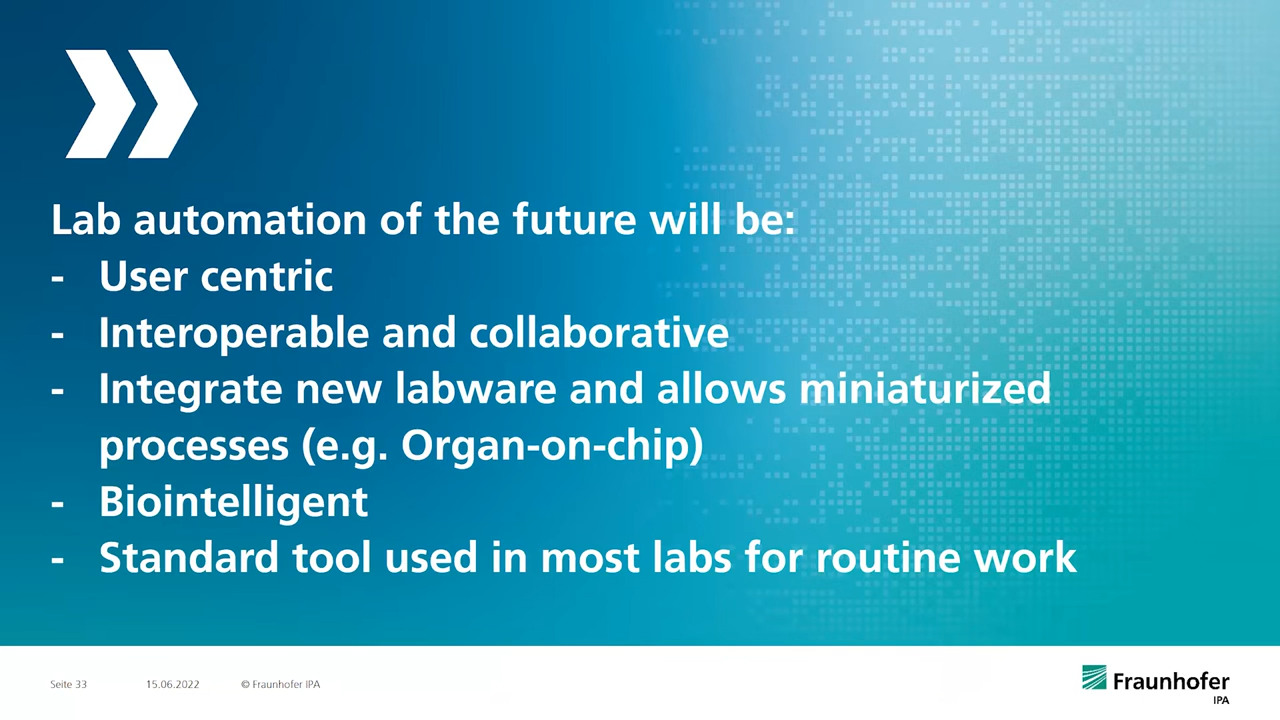 Lab automation of the future will be:
- User centric
- Interoperable and collaborative
- Integrate new labware and allows miniaturized
processes (e.g. Organ-on-chip)
- Biointelligent
- Standard tool used in most labs for routine work
Seite 33 15.06.2022 © Fraunhofer IPA
Fraunhofer
IPA